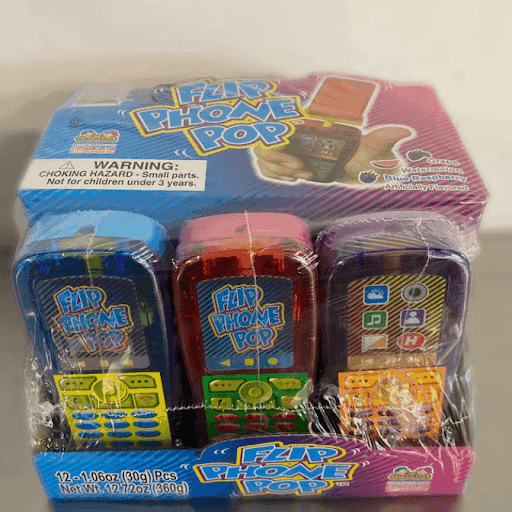 FLIP
PHONE
POP
WARNING:
CHOKING HAZARD - Small parts.
Not for children under 3 years.
Grape
Watermelon
Blue Raspberry
Artificially Flavored
FLIP
PHONE
POP
FLIP
PHONE
POP
H
12 - 1.06oz (30g) Pcs
Net Wt. 12.72oz (360g)
FLIP
PHONE
POP